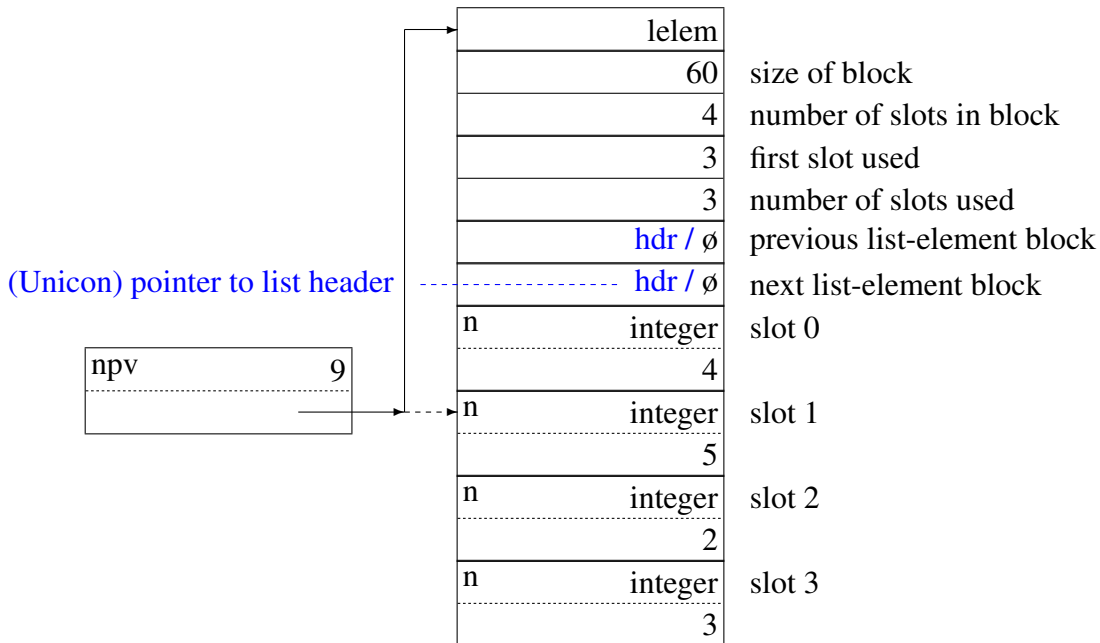 lelem
60 size of block
4 number of slots in block
3 first slot used
3 number of slots used
hdr / ø previous list-element block
(Unicon) pointer to list header hdr / ø next list-element block
n integer slot 0
npv 9
4
n integer slot 1
5
n integer slot 2
2
n integer slot 3
3